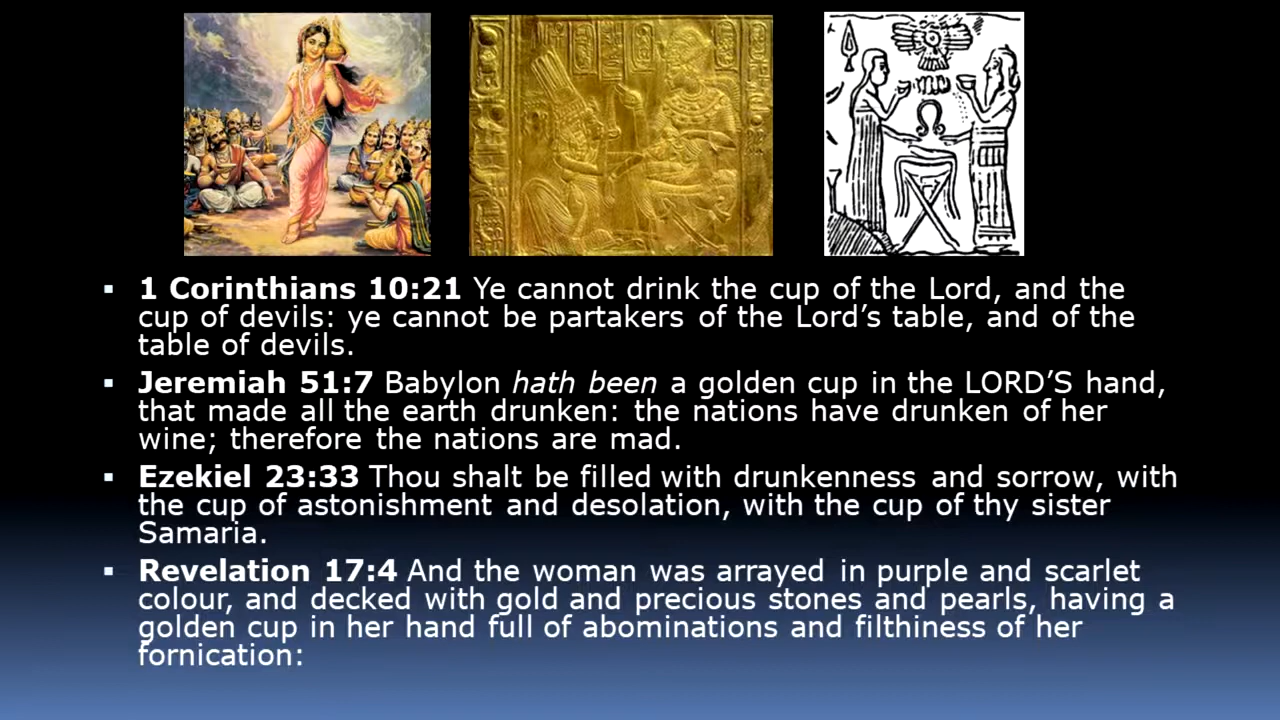 ▪ 1 Corinthians 10:21 Ye cannot drink the cup of the Lord, and the
cup of devils: ye cannot be partakers of the Lord’s table, and of the
table of devils.
▪ Jeremiah 51:7 Babylon hath been a golden cup in the LORD’S hand,
that made all the earth drunken: the nations have drunken of her
wine; therefore the nations are mad.
▪ Ezekiel 23:33 Thou shalt be filled with drunkenness and sorrow, with
the cup of astonishment and desolation, with the cup of thy sister
Samaria.
▪ Revelation 17:4 And the woman was arrayed in purple and scarlet
colour, and decked with gold and precious stones and pearls, having a
golden cup in her hand full of abominations and filthiness of her
fornication: